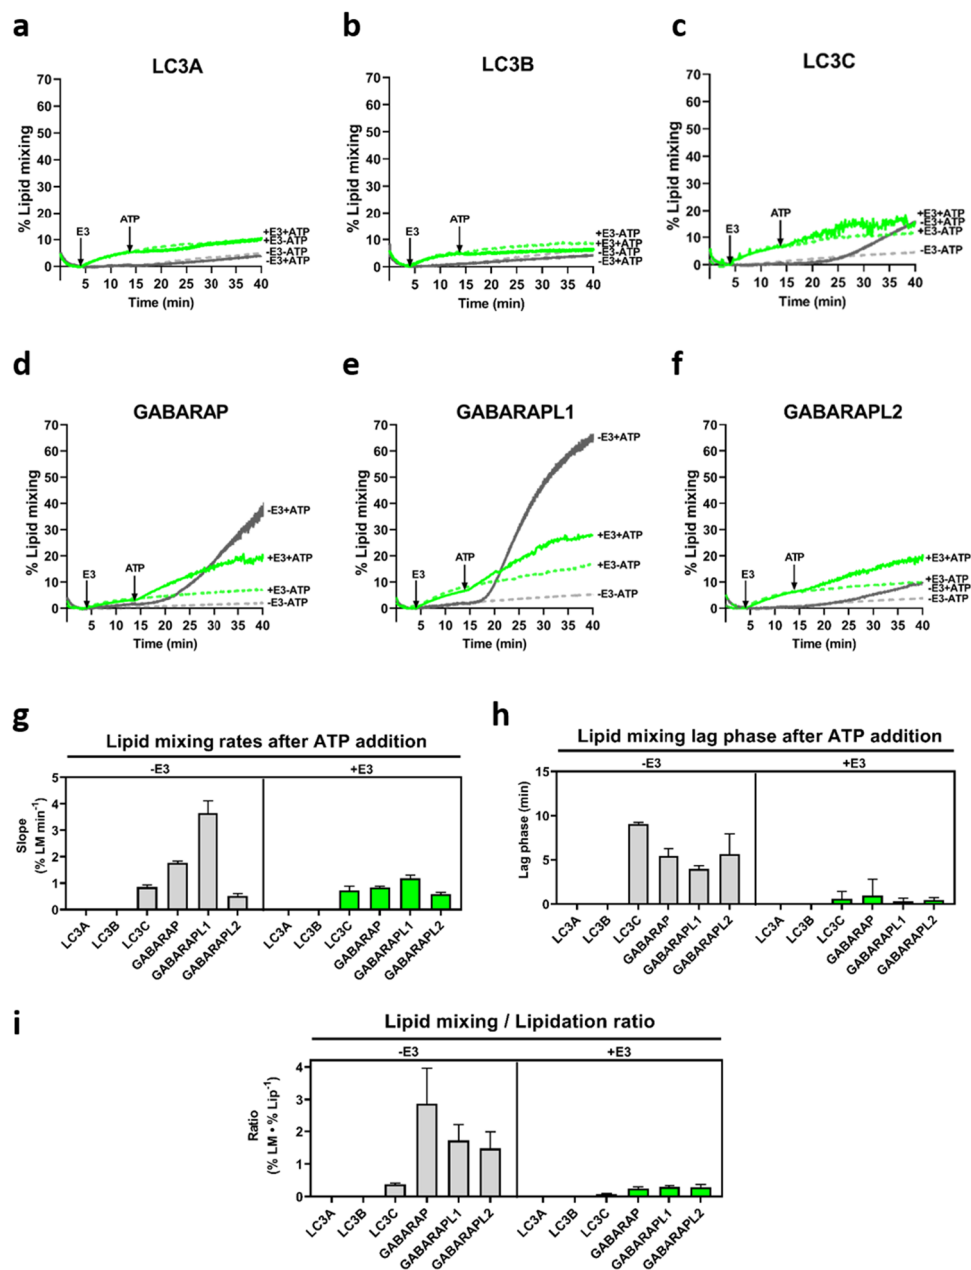 a
LC3A
% Lipid mixing
70
60
50
40
30
20
10
0
E3
ATP
+E3+ATP
+E3-ATP
-E3-ATP
-E3+ATP
5 10 15 20 25 30 35 40
Time (min)
b
LC3B
% Lipid mixing
70
60
50
40
30
20
10
0
E3
ATP
+E3-ATP
+E3+ATP
-E3-ATP
-E3+ATP
5 10 15 20 25 30 35 40
Time (min)
c
LC3C
% Lipid mixing
70
60
50
40
30
20
10
0
E3
ATP
+E3+ATP
-E3+ATP
+E3-ATP
-E3-ATP
5 10 15 20 25 30 35 40
Time (min)
d
GABARAP
% Lipid mixing
70
60
50
40
30
20
10
0
E3
ATP
-E3+ATP
+E3+ATP
+E3-ATP
-E3-ATP
5 10 15 20 25 30 35 40
Time (min)
e
GABARAPL1
% Lipid mixing
70
60
50
40
30
20
10
0
E3
ATP
-E3+ATP
+E3+ATP
+E3-ATP
-E3-ATP
5 10 15 20 25 30 35 40
Time (min)
f
GABARAPL2
% Lipid mixing
70
60
50
40
30
20
10
0
E3
ATP
+E3+ATP
+E3-ATP
-E3+ATP
-E3-ATP
5 10 15 20 25 30 35 40
Time (min)
g
Lipid mixing rates after ATP addition
-E3 +E3
Slope
(% LM min⁻¹)
5
4
3
2
1
0
LC3A LC3B LC3C GABARAP GABARAPL1 GABARAPL2 LC3A LC3B LC3C GABARAP GABARAPL1 GABARAPL2
h
Lipid mixing lag phase after ATP addition
-E3 +E3
Lag phase (min)
15
10
5
0
LC3A LC3B LC3C GABARAP GABARAPL1 GABARAPL2 LC3A LC3B LC3C GABARAP GABARAPL1 GABARAPL2
i
Lipid mixing / Lipidation ratio
-E3 +E3
Ratio
(% LM • % Lip⁻¹)
4
3
2
1
0
LC3A LC3B LC3C GABARAP GABARAPL1 GABARAPL2 LC3A LC3B LC3C GABARAP GABARAPL1 GABARAPL2